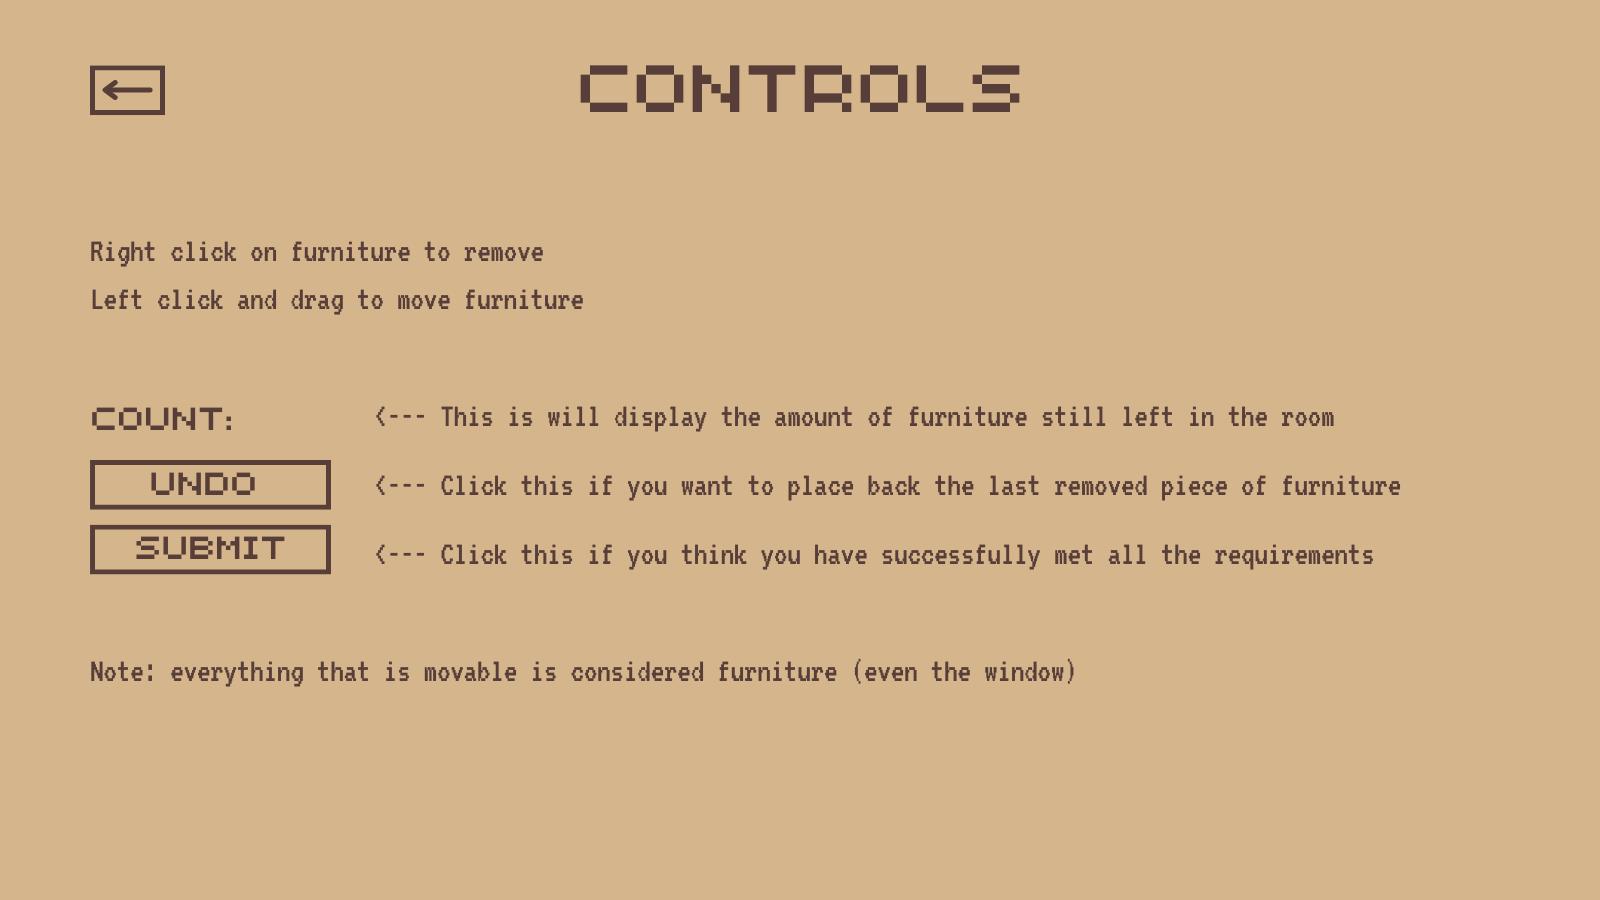 CONTROLS
Right click on furniture to remove
Left click and drag to move furniture
COUNT: <--- This is will display the amount of furniture still left in the room
UNDO <--- Click this if you want to place back the last removed piece of furniture
SUBMIT <--- Click this if you think you have successfully met all the requirements
Note: everything that is movable is considered furniture (even the window)